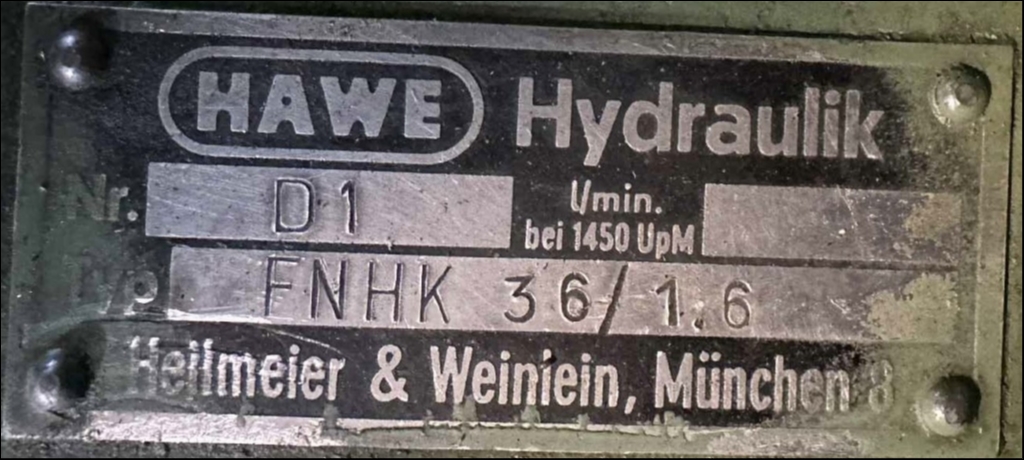 HAWE Hydraulik
Nr. D1 l/min. bei 1450 UpM
Typ FNHK 36/1.6
Heilmeier & Weinlein, München 8